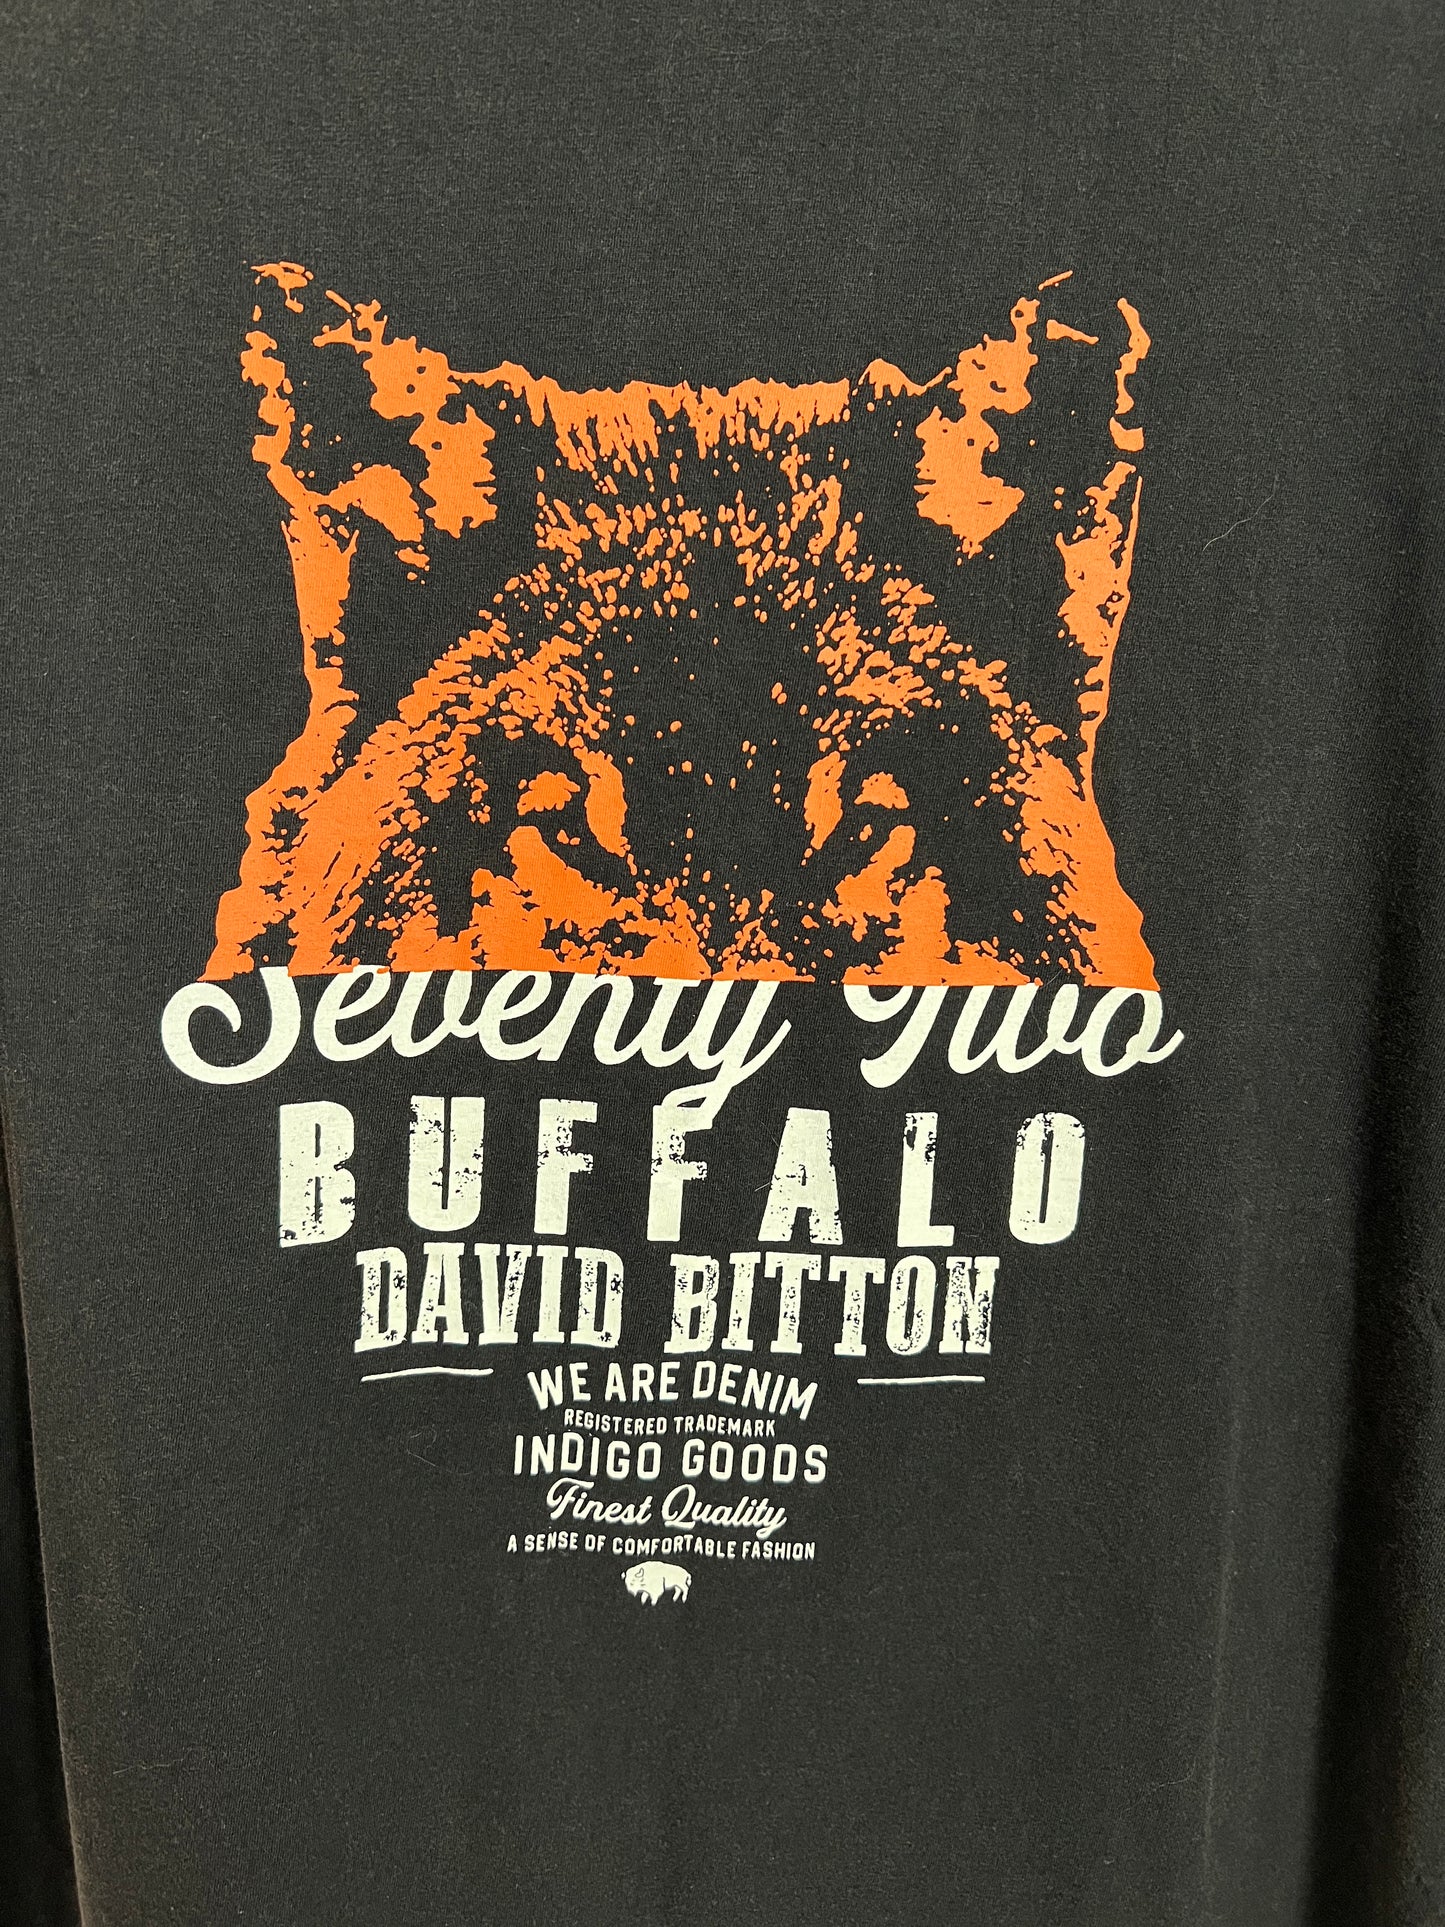 Seventy Two
BUFFALO
DAVID BITTON
WE ARE DENIM
REGISTERED TRADEMARK
INDIGO GOODS
Finest Quality
A SENSE OF COMFORTABLE FASHION